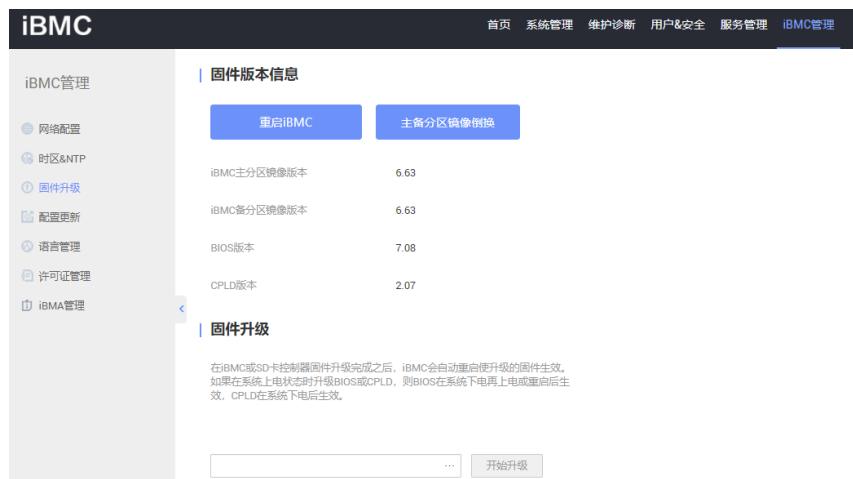 iBMC
首页 系统管理 维护诊断 用户&安全 服务管理 iBMC管理
iBMC管理
网络配置
时区&NTP
固件升级
配置更新
语言管理
许可证管理
iBMA管理
固件版本信息
重启iBMC 主备分区镜像倒换
iBMC主分区镜像版本 6.63
iBMC备分区镜像版本 6.63
BIOS版本 7.08
CPLD版本 2.07
固件升级
在iBMC或SD卡控制器固件升级完成之后，iBMC会自动重启使升级的固件生效。
如果在系统上电状态时升级BIOS或CPLD，则BIOS在系统下电再上电或重启后生
效，CPLD在系统下电后生效。
... 开始升级